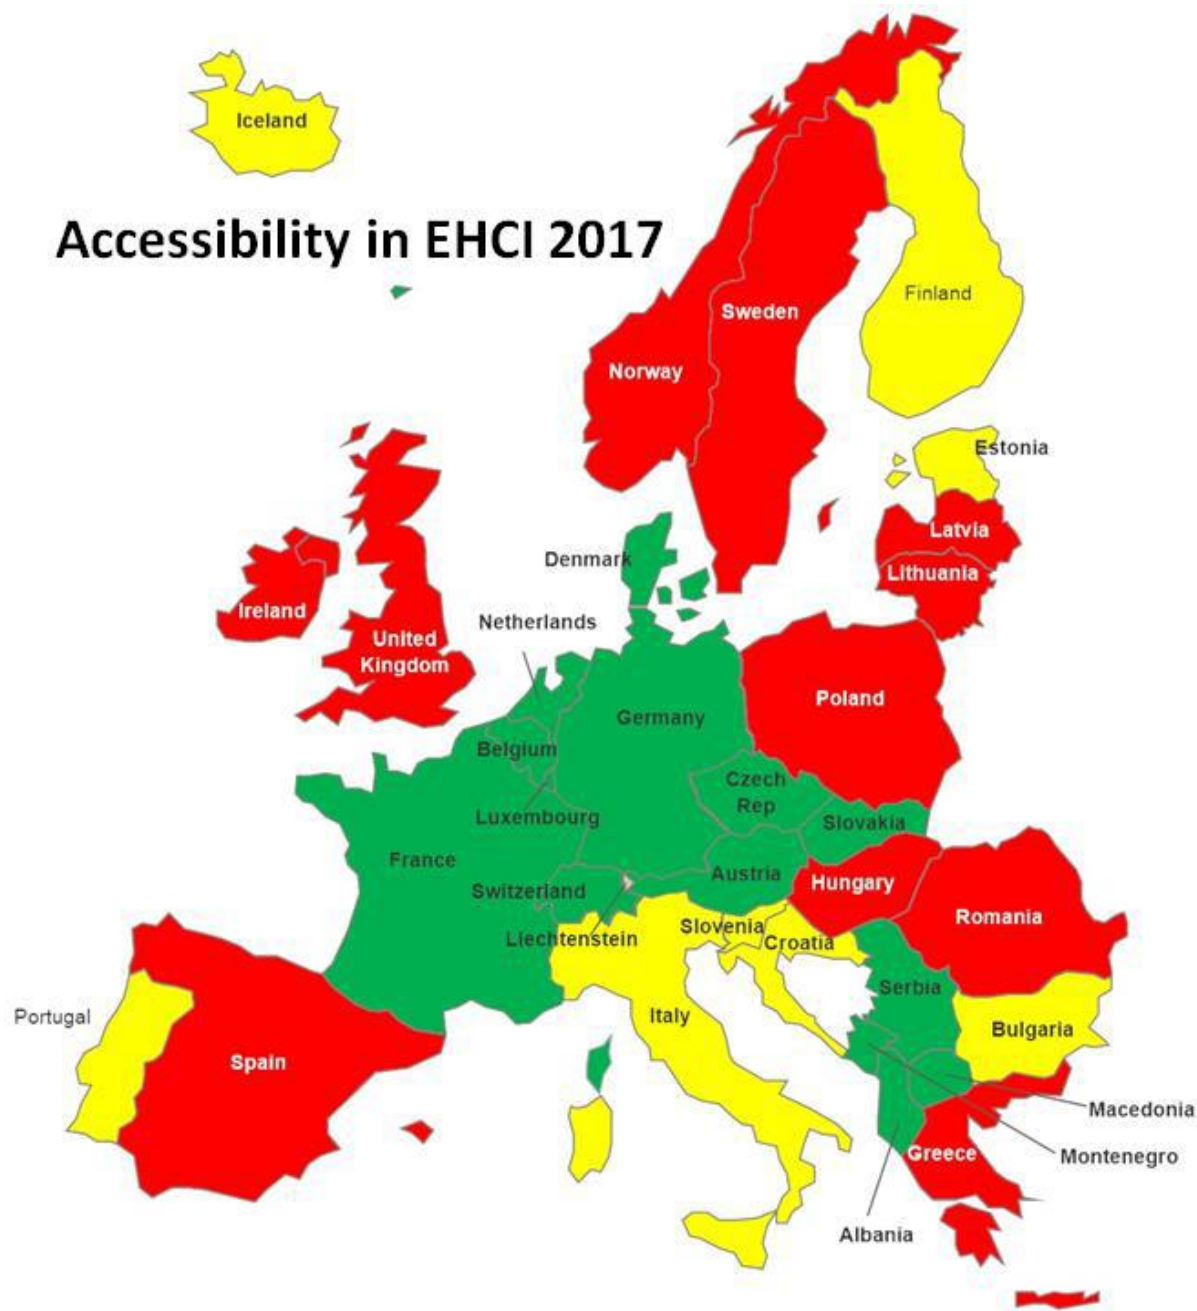 Iceland
Accessibility in EHCI 2017
Finland
Sweden
Norway
Estonia
Latvia
Denmark
Lithuania
Ireland
Netherlands
United
Kingdom
Poland
Germany
Belgium
Czech
Rep
Luxembourg
Slovakia
France
Austria
Hungary
Switzerland
Romania
Slovenia
Liechtenstein
Croatia
Serbia
Portugal
Italy
Bulgaria
Spain
Macedonia
Greece
Montenegro
Albania